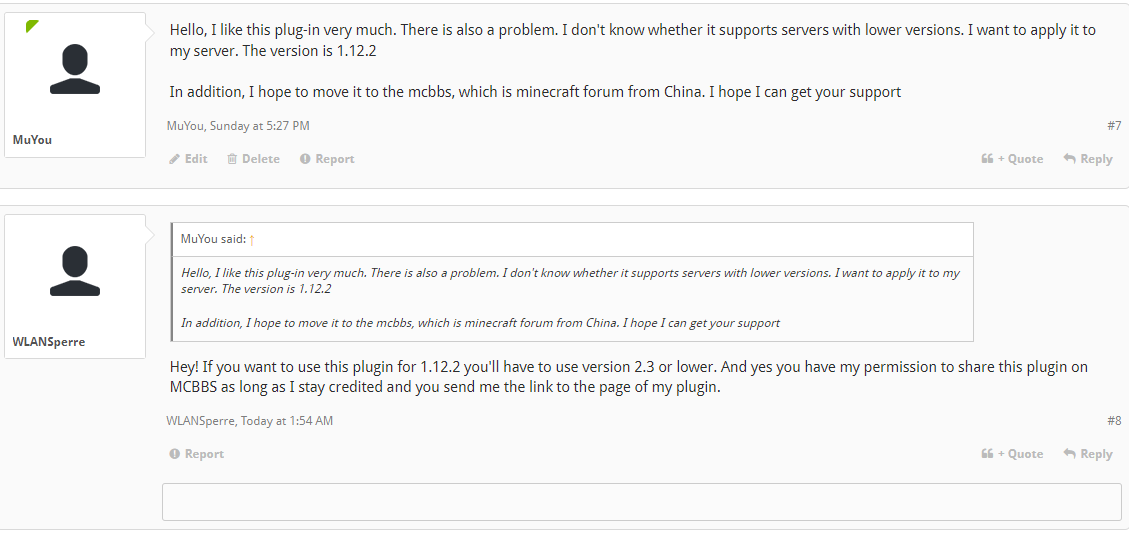 Hello, I like this plug-in very much. There is also a problem. I don't know whether it supports servers with lower versions. I want to apply it to
my server. The version is 1.12.2
In addition, I hope to move it to the mcbbs, which is minecraft forum from China. I hope I can get your support
MuYou
MuYou, Sunday at 5:27 PM
#7
Edit Delete Report
+ Quote Reply
MuYou said: ↑
Hello, I like this plug-in very much. There is also a problem. I don't know whether it supports servers with lower versions. I want to apply it to my
server. The version is 1.12.2
In addition, I hope to move it to the mcbbs, which is minecraft forum from China. I hope I can get your support
WLANSperre
Hey! If you want to use this plugin for 1.12.2 you'll have to use version 2.3 or lower. And yes you have my permission to share this plugin on
MCBBS as long as I stay credited and you send me the link to the page of my plugin.
WLANSperre, Today at 1:54 AM
#8
Report
+ Quote Reply